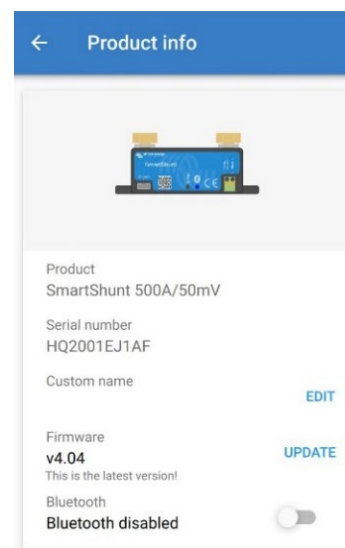 Product info
Product
SmartShunt 500A/50mV
Serial number
HQ2001EJ1AF
Custom name
EDIT
Firmware
v4.04
UPDATE
This is the latest version!
Bluetooth
Bluetooth disabled